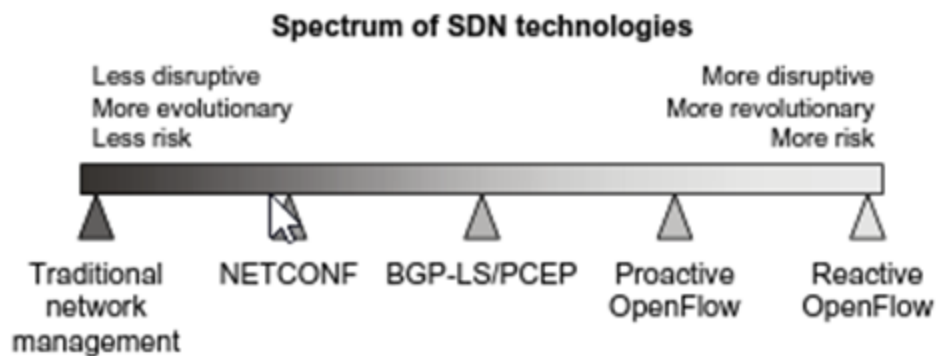 Spectrum of SDN technologies
Less disruptive
More evolutionary
Less risk
More disruptive
More revolutionary
More risk
Traditional
network
management
NETCONF
BGP-LS/PCEP
Proactive
OpenFlow
Reactive
OpenFlow